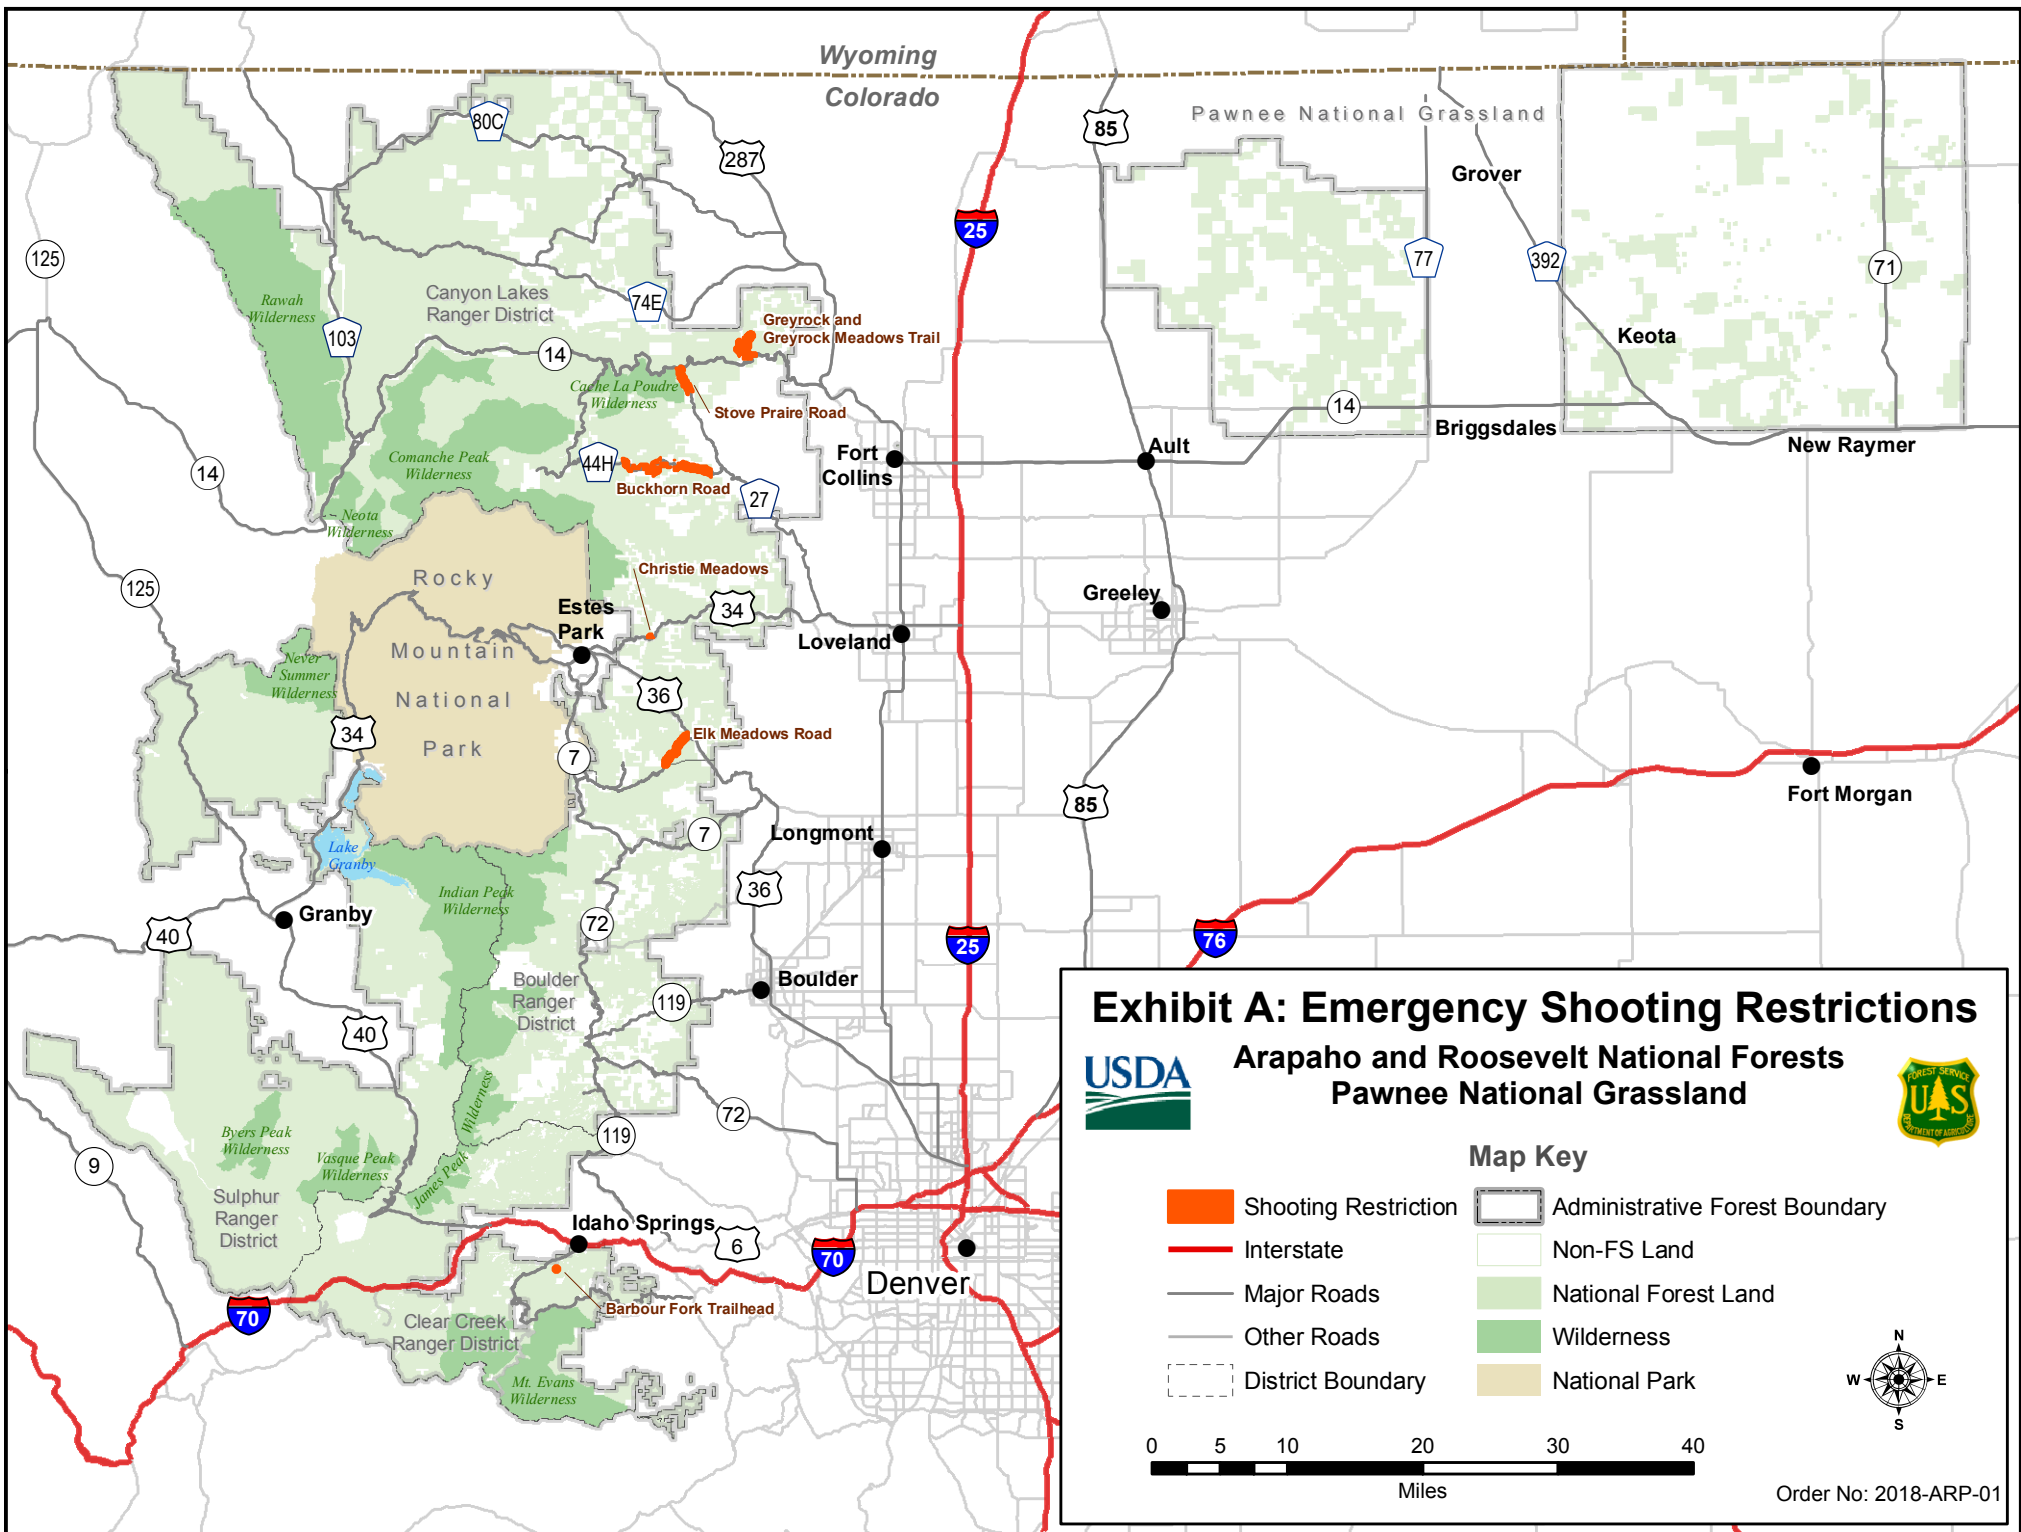 Wyoming
Colorado
Pawnee National Grassland
80C
287
85
25
Grover
125
Rawah
Wilderness
Canyon Lakes
Ranger District
74E
77
392
71
103
Greyrock and
Greyrock Meadows Trail
Keota
14
Cache La Poudre
Wilderness
Stove Praire Road
14
Briggsdales
New Raymer
Comanche Peak
Wilderness
44H
Buckhorn Road
27
Fort
Collins
Ault
14
Neota
Wilderness
Christie Meadows
125
Rocky
Mountain
National
Park
Estes
Park
34
Loveland
Greeley
Never
Summer
Wilderness
36
34
7
Elk Meadows Road
85
Fort Morgan
Longmont
7
Lake
Granby
Indian Peak
Wilderness
36
Granby
40
72
25
76
Boulder
Ranger
District
119
Boulder
40
James Peak Wilderness
72
119
Byers Peak
Wilderness
Vasque Peak
Wilderness
9
Sulphur
Ranger
District
Idaho Springs
6
70
Denver
70
Barbour Fork Trailhead
Clear Creek
Ranger District
Mt. Evans
Wilderness
Exhibit A: Emergency Shooting Restrictions
Arapaho and Roosevelt National Forests
Pawnee National Grassland
USDA
FOREST SERVICE
U S
DEPARTMENT OF AGRICULTURE
Map Key
Shooting Restriction
Interstate
Major Roads
Other Roads
District Boundary
Administrative Forest Boundary
Non-FS Land
National Forest Land
Wilderness
National Park
N
W E
S
0 5 10 20 30 40
Miles
Order No: 2018-ARP-01